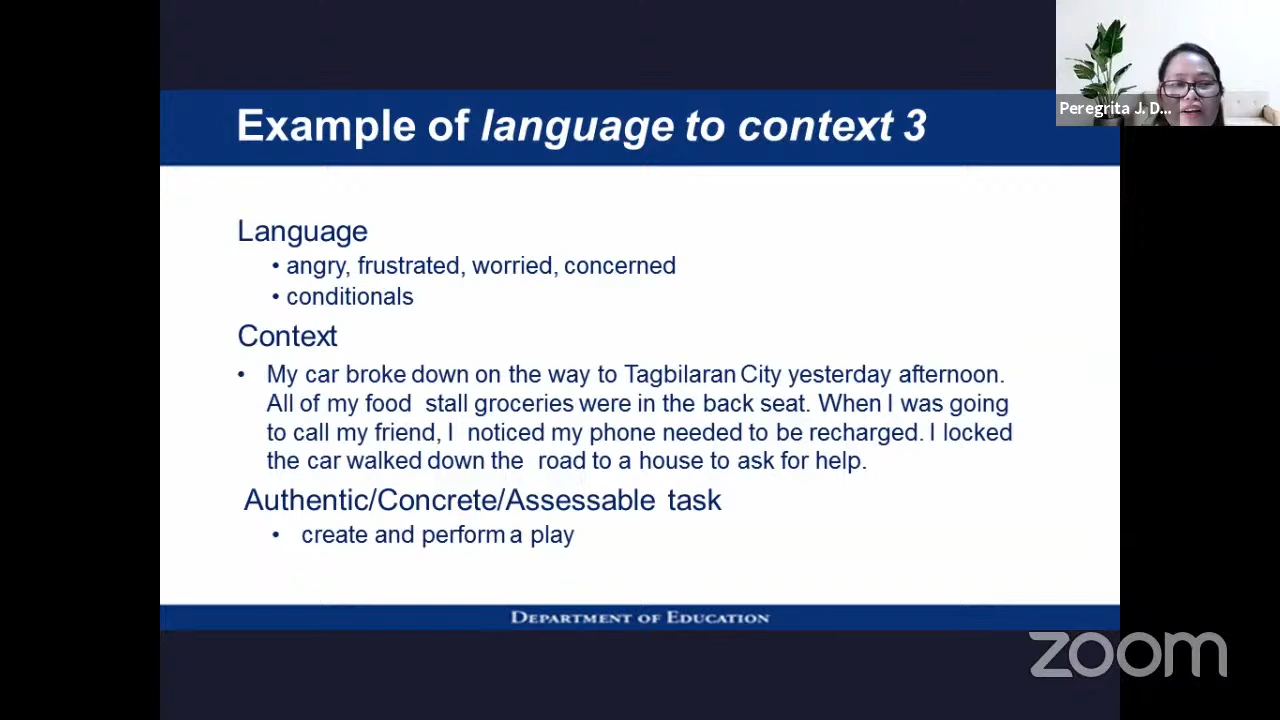 Peregrita J. D...
Example of language to context 3
Language
• angry, frustrated, worried, concerned
• conditionals
Context
• My car broke down on the way to Tagbilaran City yesterday afternoon.
All of my food stall groceries were in the back seat. When I was going
to call my friend, I noticed my phone needed to be recharged. I locked
the car walked down the road to a house to ask for help.
Authentic/Concrete/Assessable task
• create and perform a play
DEPARTMENT OF EDUCATION
zoom